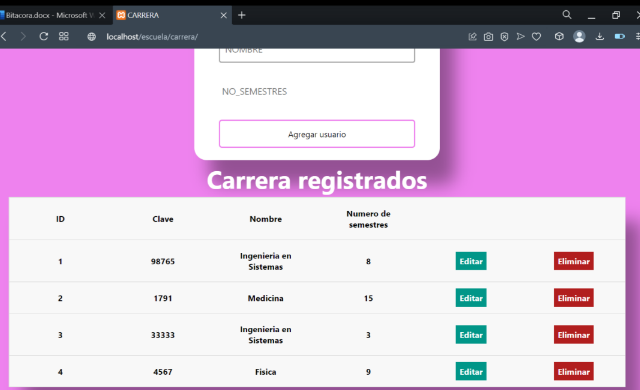 Bitacora.docx - Microsoft W
CARRERA
localhost/escuela/carrera/
NOMBRE
NO_SEMESTRES
Agregar usuario
Carrera registrados
ID Clave Nombre Numero de
semestres
1 98765 Ingenieria en
Sistemas 8 Editar Eliminar
2 1791 Medicina 15 Editar Eliminar
3 33333 Ingenieria en
Sistemas 3 Editar Eliminar
4 4567 Fisica 9 Editar Eliminar